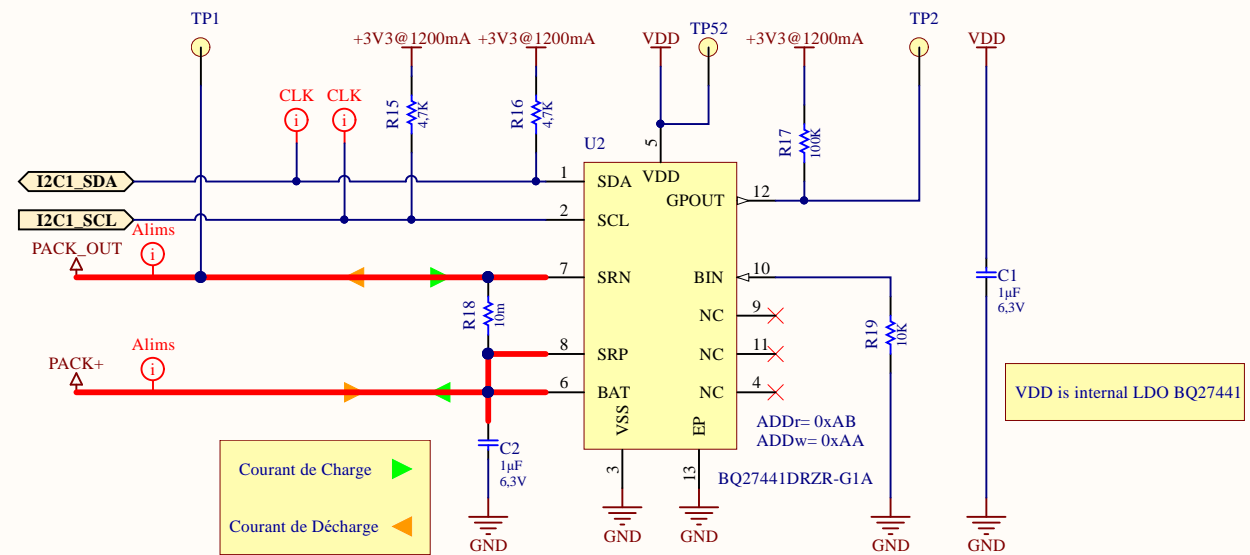 TP1
TP52
TP2
+3V3@1200mA
+3V3@1200mA
VDD
+3V3@1200mA
VDD
CLK
CLK
R15
4,7K
R16
4,7K
R17
100K
U2
5
VDD
I2C1_SDA
1
SDA
GPOUT
12
I2C1_SCL
2
SCL
PACK_OUT
Alims
7
SRN
BIN
10
C1
1µF
6,3V
R18
10m
NC
9
R19
10K
8
SRP
NC
11
PACK+
Alims
6
BAT
NC
4
VDD is internal LDO BQ27441
VSS
EP
ADDr= 0xAB
ADDw= 0xAA
C2
1µF
6,3V
3
13
BQ27441DRZR-G1A
Courant de Charge
Courant de Décharge
GND
GND
GND
GND
GND
i
i
i
i